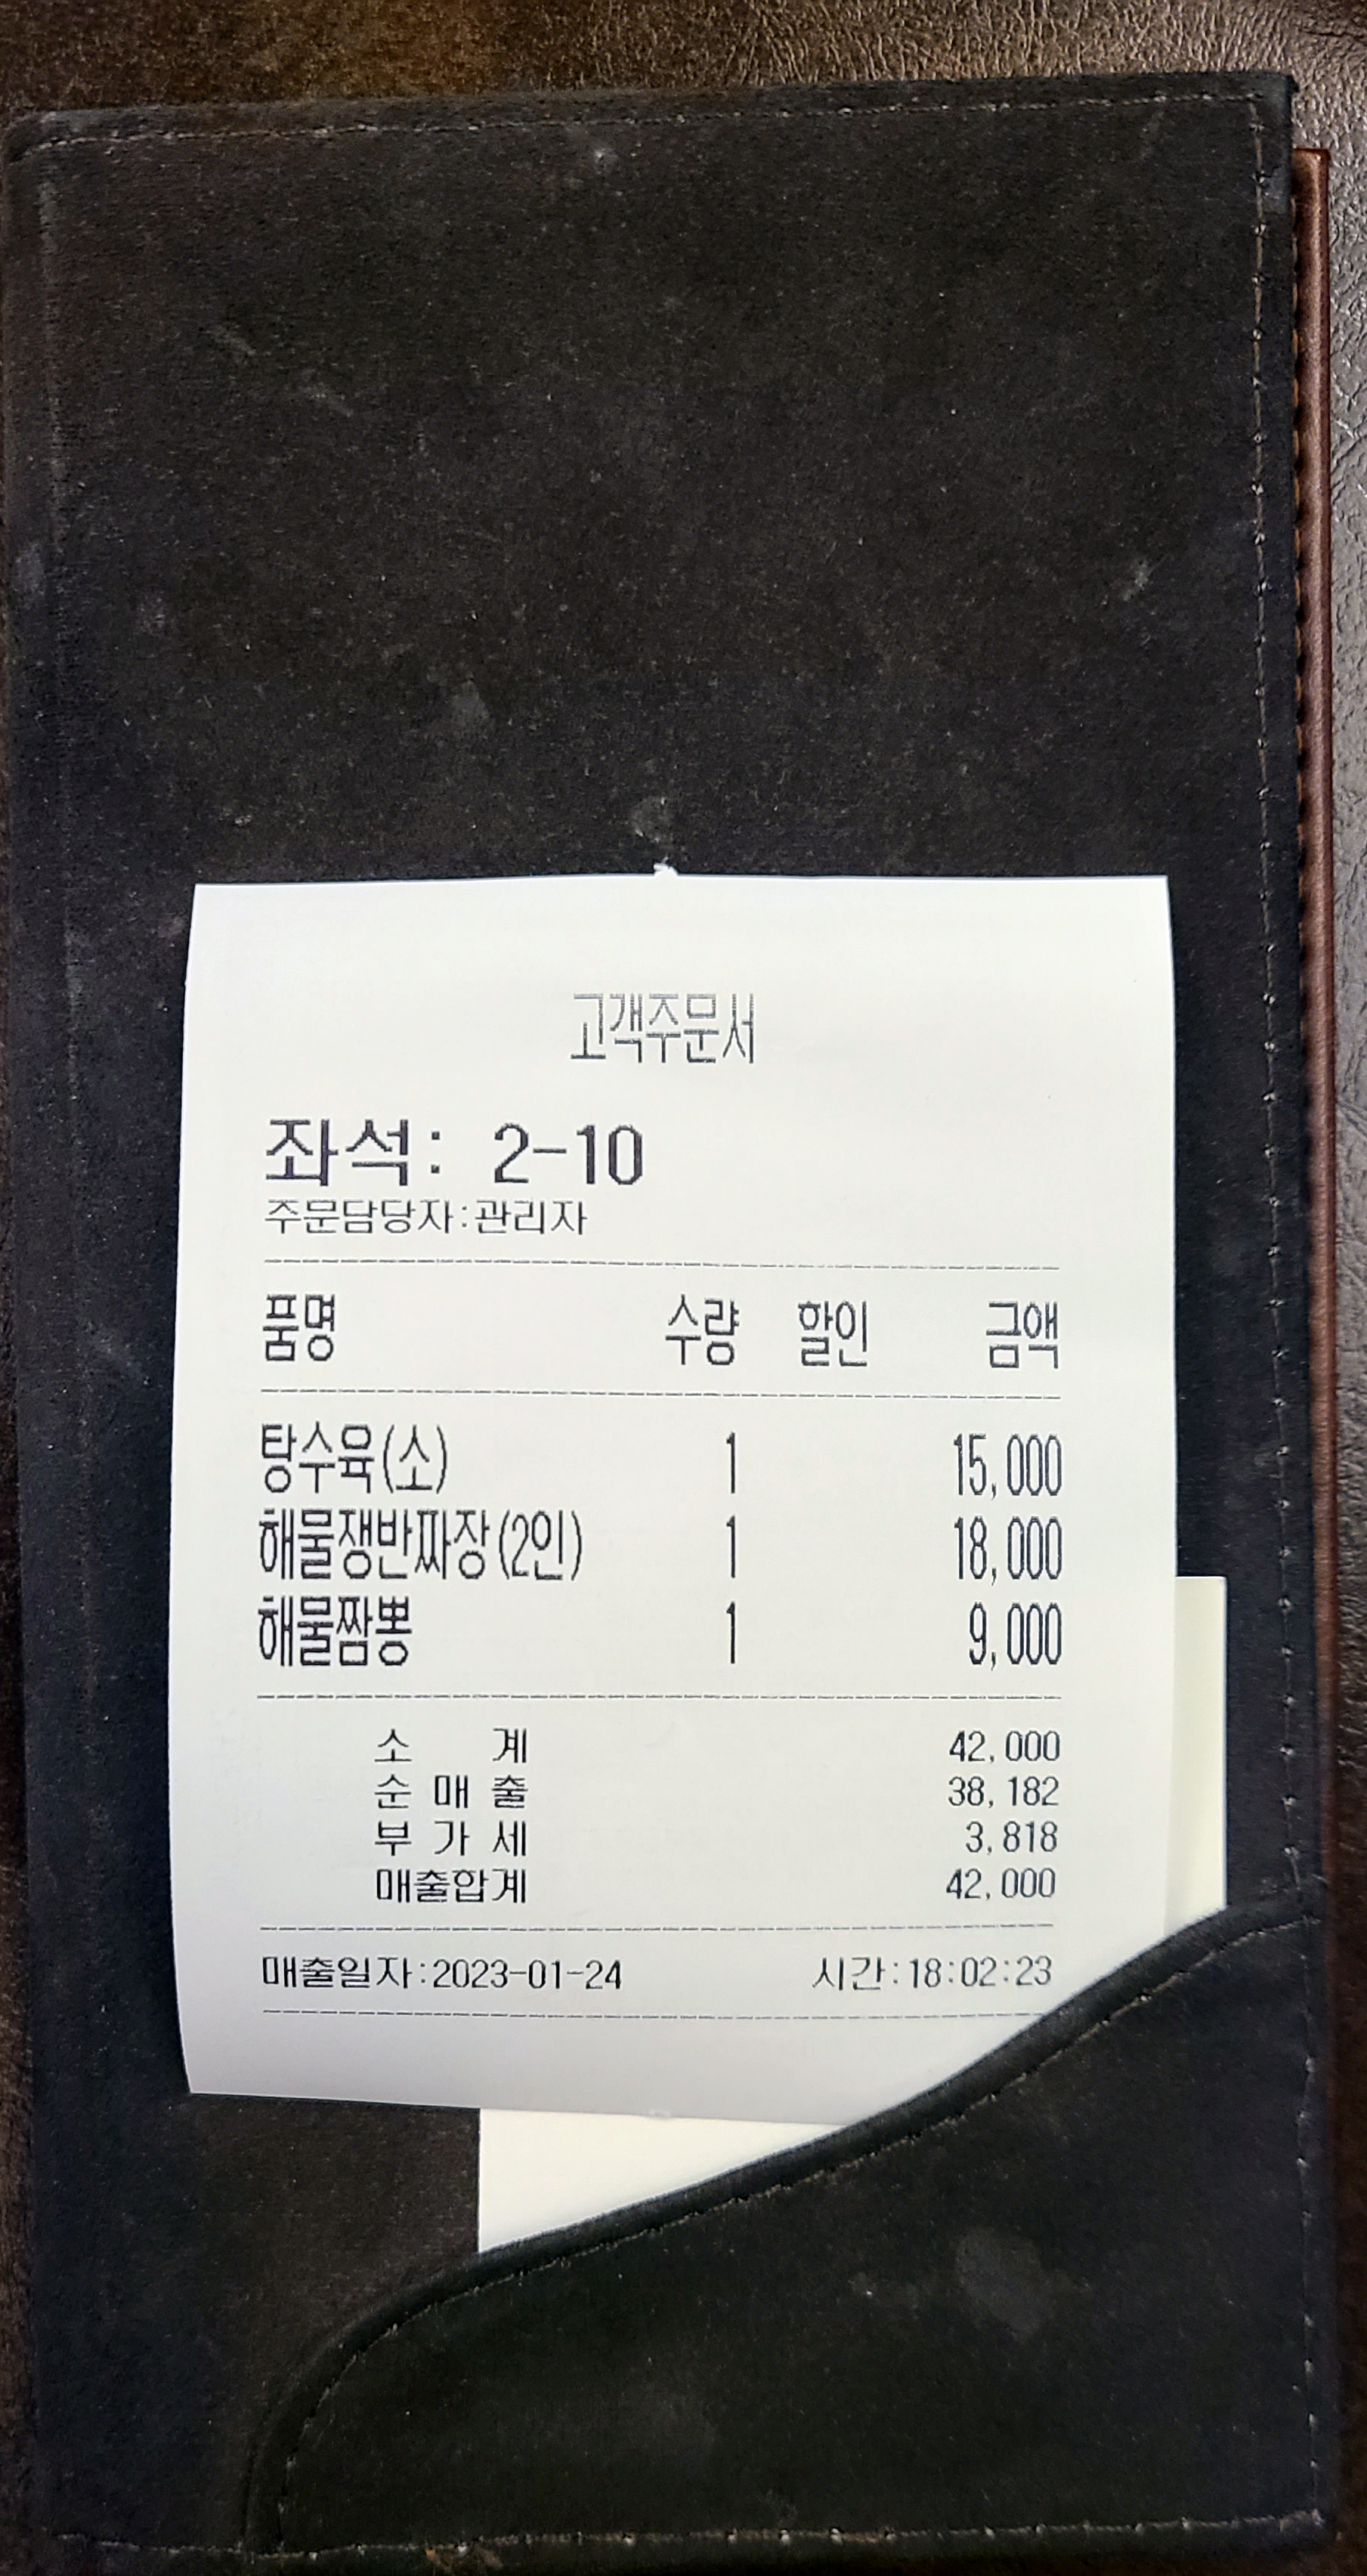 고객주문서
좌석: 2-10
주문담당자:관리자
품명 수량 할인 금액
탕수육(소) 1 15,000
해물쟁반짜장(2인) 1 18,000
해물짬뽕 1 9,000
소 계 42,000
순 매 출 38,182
부 가 세 3,818
매출합계 42,000
매출일자:2023-01-24 시간:18:02:23